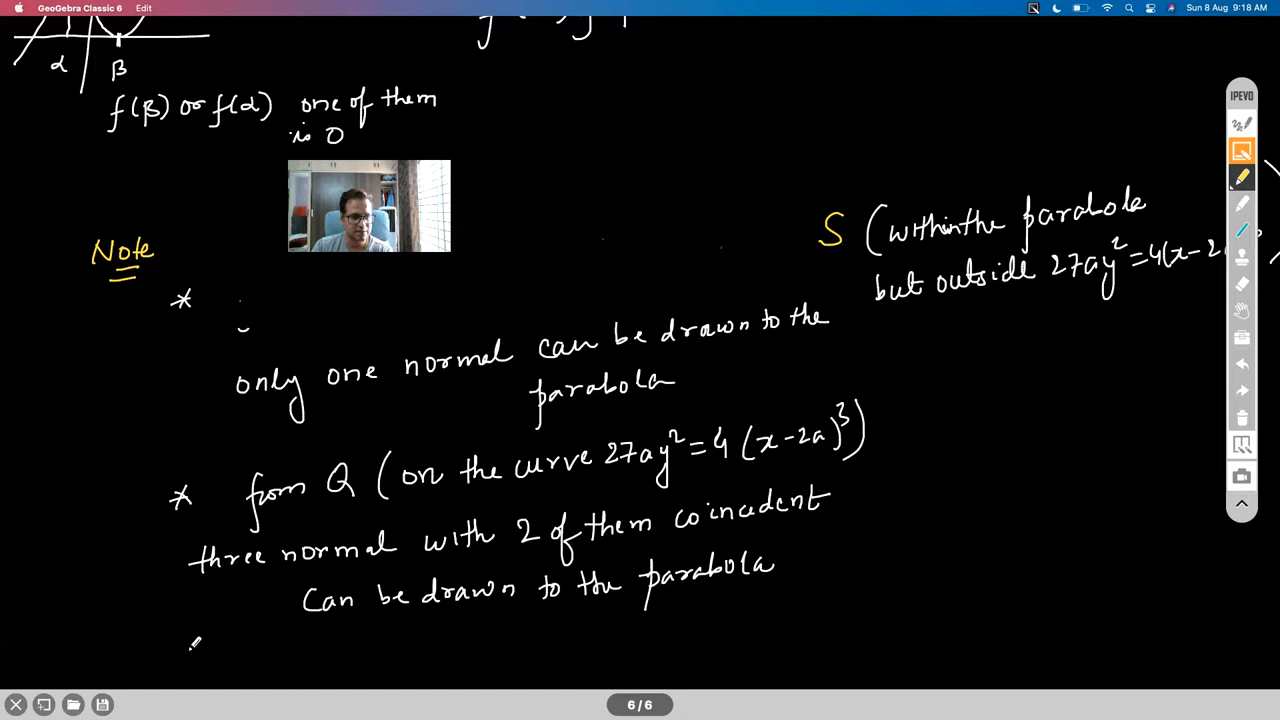 GeoGebra Classic 6 Edit Sun 8 Aug 9:18 AM
α
β
f(β) or f(α) one of them
is 0
IPEVO
S (within the parabola
but outside 27ay²=4(x-2
Note
*
only one normal can be drawn to the
parabola
* from Q (on the curve 27ay²=4(x-2a)³)
three normal with 2 of them coincedent
Can be drawn to the parabola
6/6